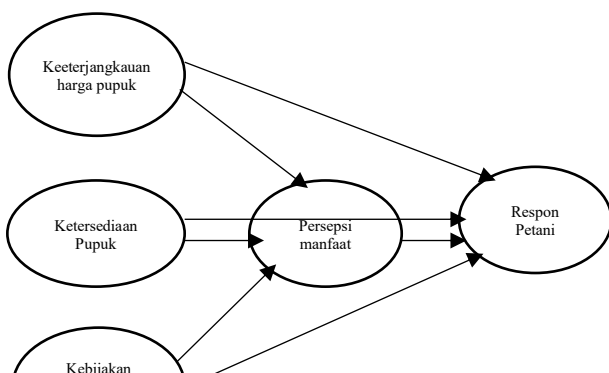 Keeterjangkauan
harga pupuk
Ketersediaan
Pupuk
Persepsi
manfaat
Respon
Petani
Kebijakan